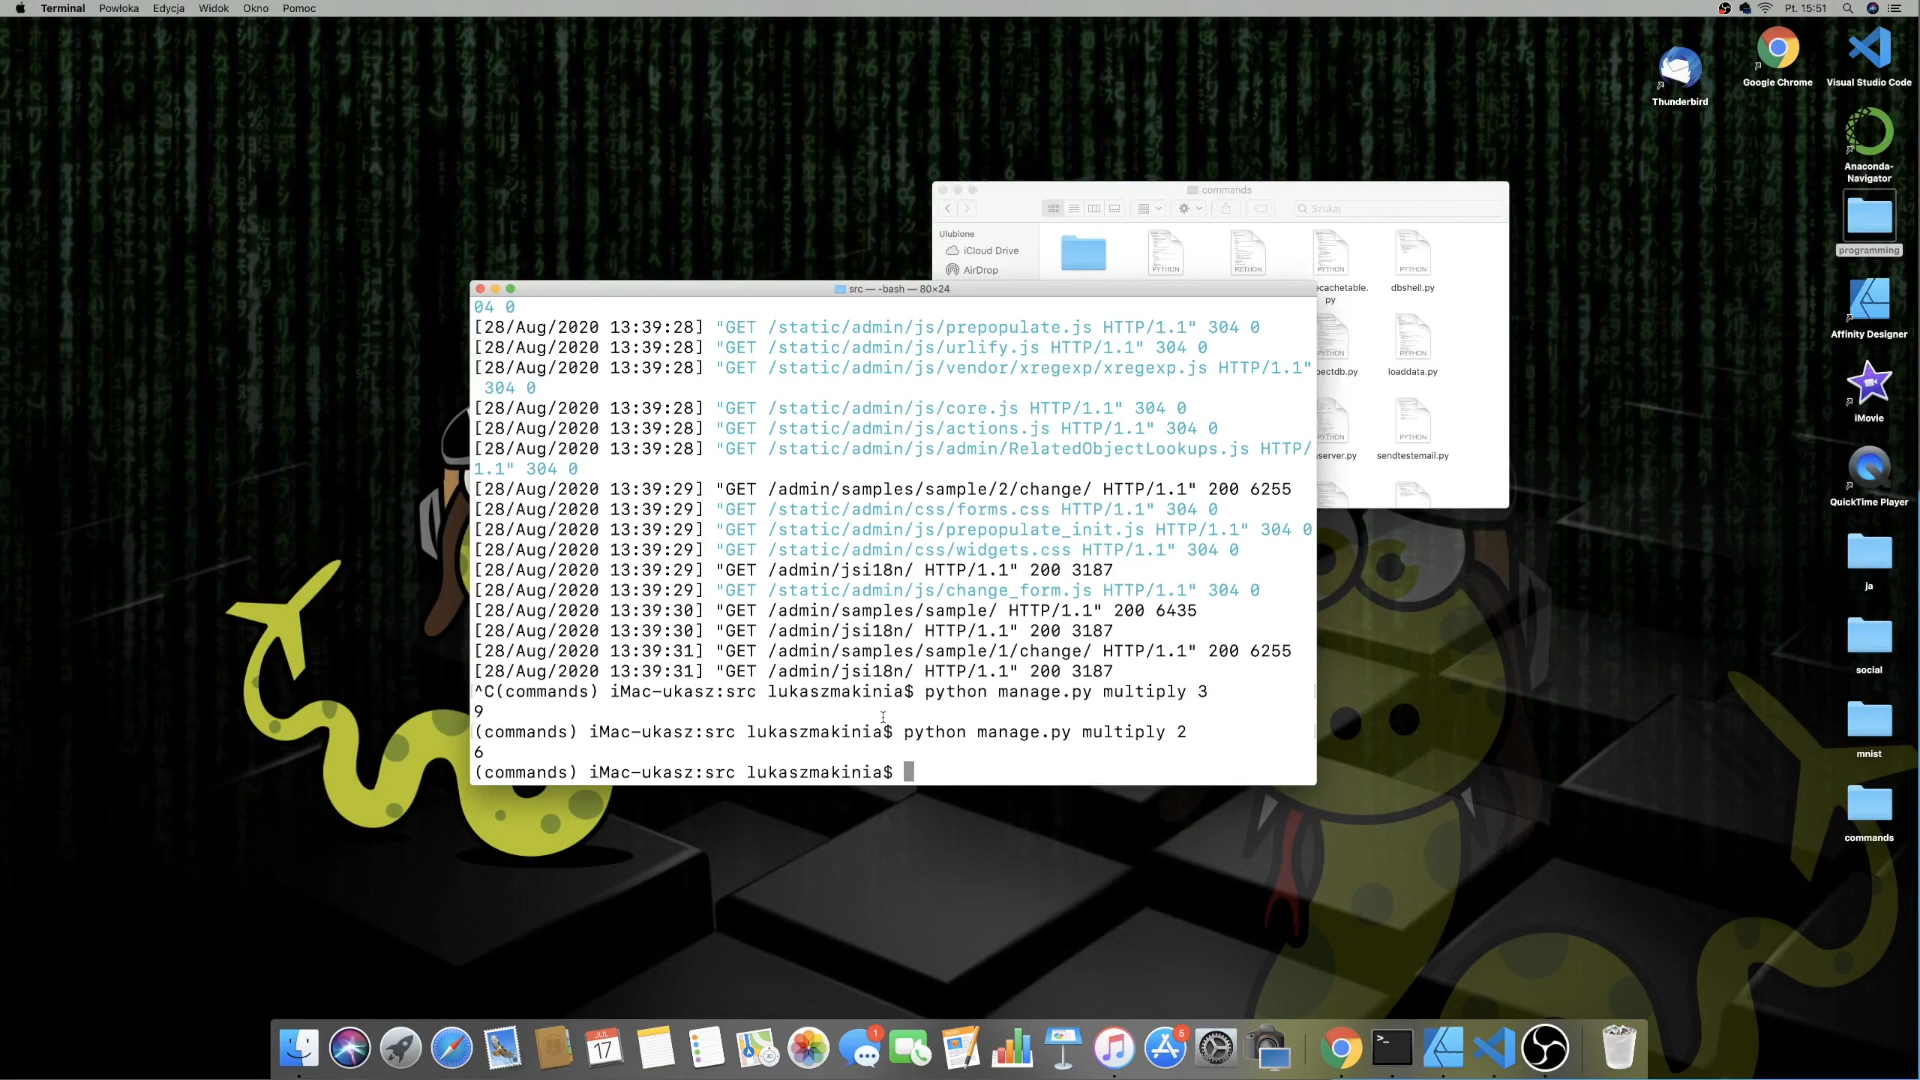 Terminal Powłoka Edycja Widok Okno Pomoc
Pt. 15:51
Thunderbird
Google Chrome
Visual Studio Code
Anaconda-
Navigator
programming
Affinity Designer
iMovie
QuickTime Player
ja
social
mnist
commands
commands
Szukaj
Ulubione
iCloud Drive
AirDrop
PYTHON
PYTHON
PYTHON
PYTHON
ecachetable.
py
dbshell.py
PYTHON
ectdb.py
loaddata.py
PYTHON
server.py
sendtestemail.py
src — -bash — 80×24
04 0
[28/Aug/2020 13:39:28] "GET /static/admin/js/prepopulate.js HTTP/1.1" 304 0
[28/Aug/2020 13:39:28] "GET /static/admin/js/urlify.js HTTP/1.1" 304 0
[28/Aug/2020 13:39:28] "GET /static/admin/js/vendor/xregexp/xregexp.js HTTP/1.1"
304 0
[28/Aug/2020 13:39:28] "GET /static/admin/js/core.js HTTP/1.1" 304 0
[28/Aug/2020 13:39:28] "GET /static/admin/js/actions.js HTTP/1.1" 304 0
[28/Aug/2020 13:39:28] "GET /static/admin/js/admin/RelatedObjectLookups.js HTTP/
1.1" 304 0
[28/Aug/2020 13:39:29] "GET /admin/samples/sample/2/change/ HTTP/1.1" 200 6255
[28/Aug/2020 13:39:29] "GET /static/admin/css/forms.css HTTP/1.1" 304 0
[28/Aug/2020 13:39:29] "GET /static/admin/js/prepopulate_init.js HTTP/1.1" 304 0
[28/Aug/2020 13:39:29] "GET /static/admin/css/widgets.css HTTP/1.1" 304 0
[28/Aug/2020 13:39:29] "GET /admin/jsi18n/ HTTP/1.1" 200 3187
[28/Aug/2020 13:39:29] "GET /static/admin/js/change_form.js HTTP/1.1" 304 0
[28/Aug/2020 13:39:30] "GET /admin/samples/sample/ HTTP/1.1" 200 6435
[28/Aug/2020 13:39:30] "GET /admin/jsi18n/ HTTP/1.1" 200 3187
[28/Aug/2020 13:39:31] "GET /admin/samples/sample/1/change/ HTTP/1.1" 200 6255
[28/Aug/2020 13:39:31] "GET /admin/jsi18n/ HTTP/1.1" 200 3187
^C(commands) iMac-ukasz:src lukaszmakinia$ python manage.py multiply 3
9
(commands) iMac-ukasz:src lukaszmakinia$ python manage.py multiply 2
6
(commands) iMac-ukasz:src lukaszmakinia$
JUL
17
1
5